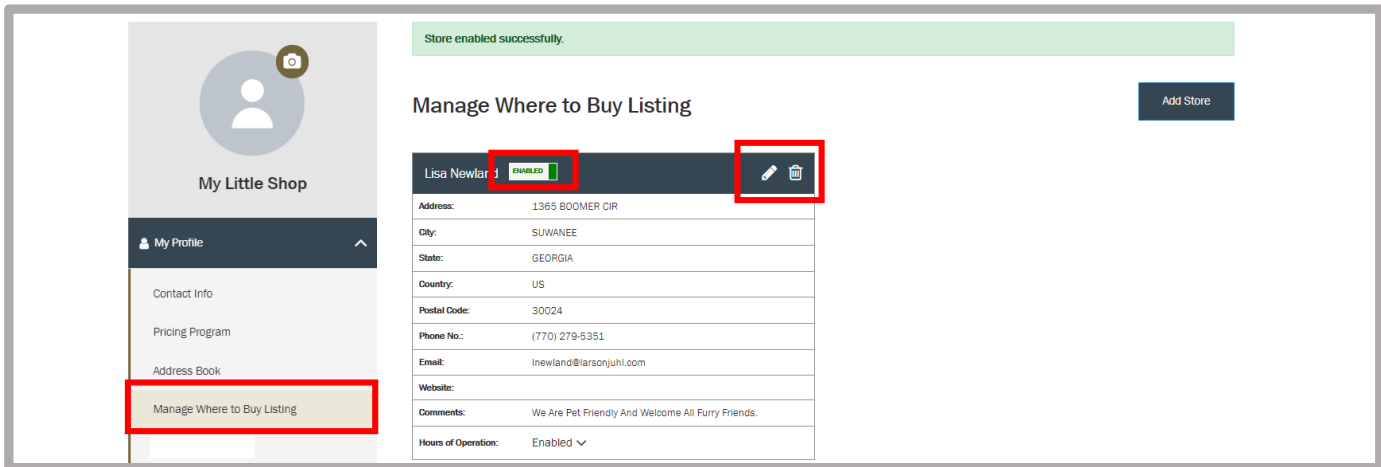 Store enabled successfully.
Manage Where to Buy Listing
Add Store
My Little Shop
My Profile
Contact Info
Pricing Program
Address Book
Manage Where to Buy Listing
Lisa Newland ENABLED
Address: 1365 BOOMER CIR
City: SUWANEE
State: GEORGIA
Country: US
Postal Code: 30024
Phone No.: (770) 279-5351
Email: lnewland@larsonjuhl.com
Website:
Comments: We Are Pet Friendly And Welcome All Furry Friends.
Hours of Operation: Enabled